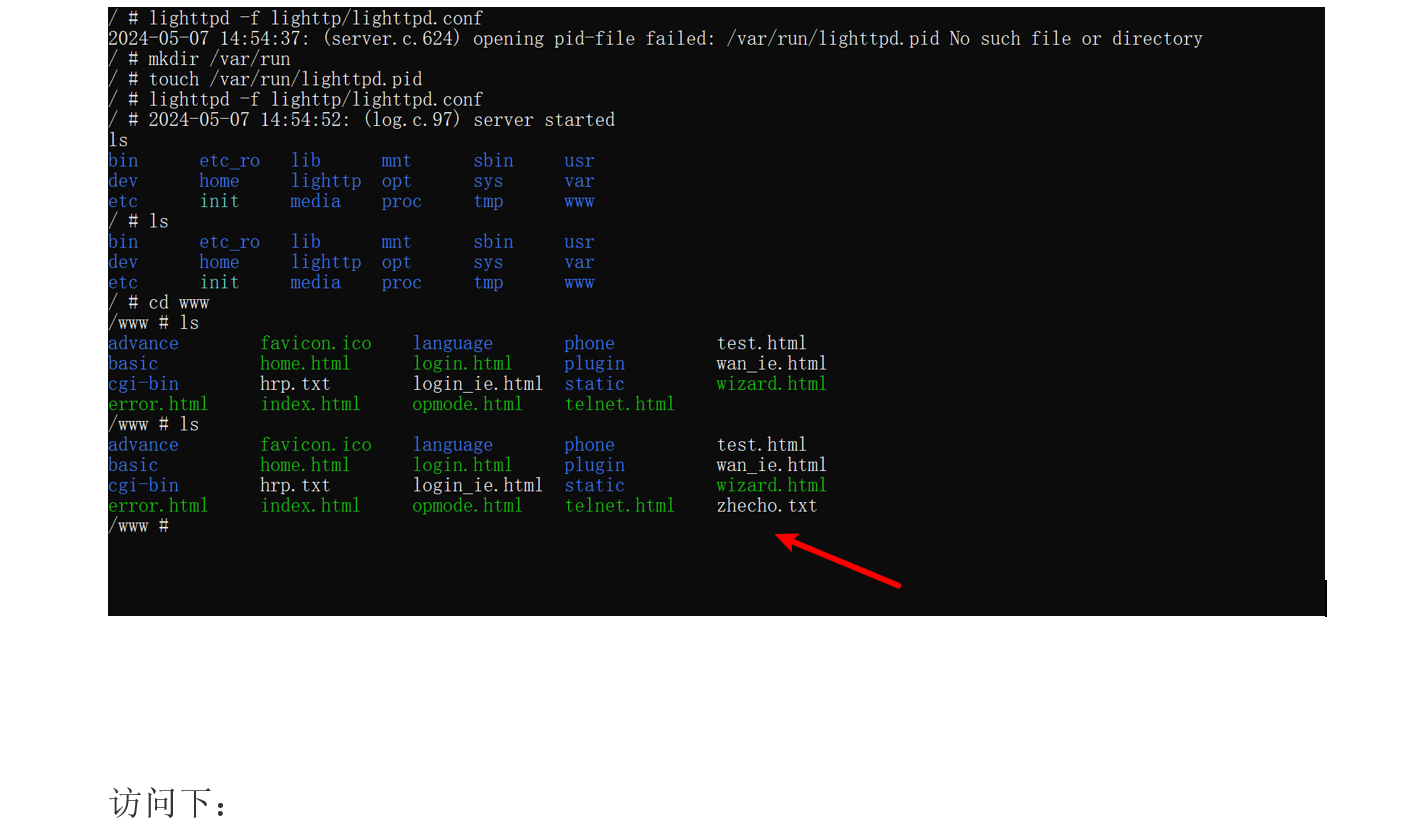 / # lighttpd -f lighttp/lighttpd.conf
2024-05-07 14:54:37: (server.c.624) opening pid-file failed: /var/run/lighttpd.pid No such file or directory
/ # mkdir /var/run
/ # touch /var/run/lighttpd.pid
/ # lighttpd -f lighttp/lighttpd.conf
/ # 2024-05-07 14:54:52: (log.c.97) server started
ls
bin etc_ro lib mnt sbin usr
dev home lighttp opt sys var
etc init media proc tmp www
/ # ls
bin etc_ro lib mnt sbin usr
dev home lighttp opt sys var
etc init media proc tmp www
/ # cd www
/www # ls
advance favicon.ico language phone test.html
basic home.html login.html plugin wan_ie.html
cgi-bin hrp.txt login_ie.html static wizard.html
error.html index.html opmode.html telnet.html
/www # ls
advance favicon.ico language phone test.html
basic home.html login.html plugin wan_ie.html
cgi-bin hrp.txt login_ie.html static wizard.html
error.html index.html opmode.html telnet.html zhecho.txt
/www #
访问下：